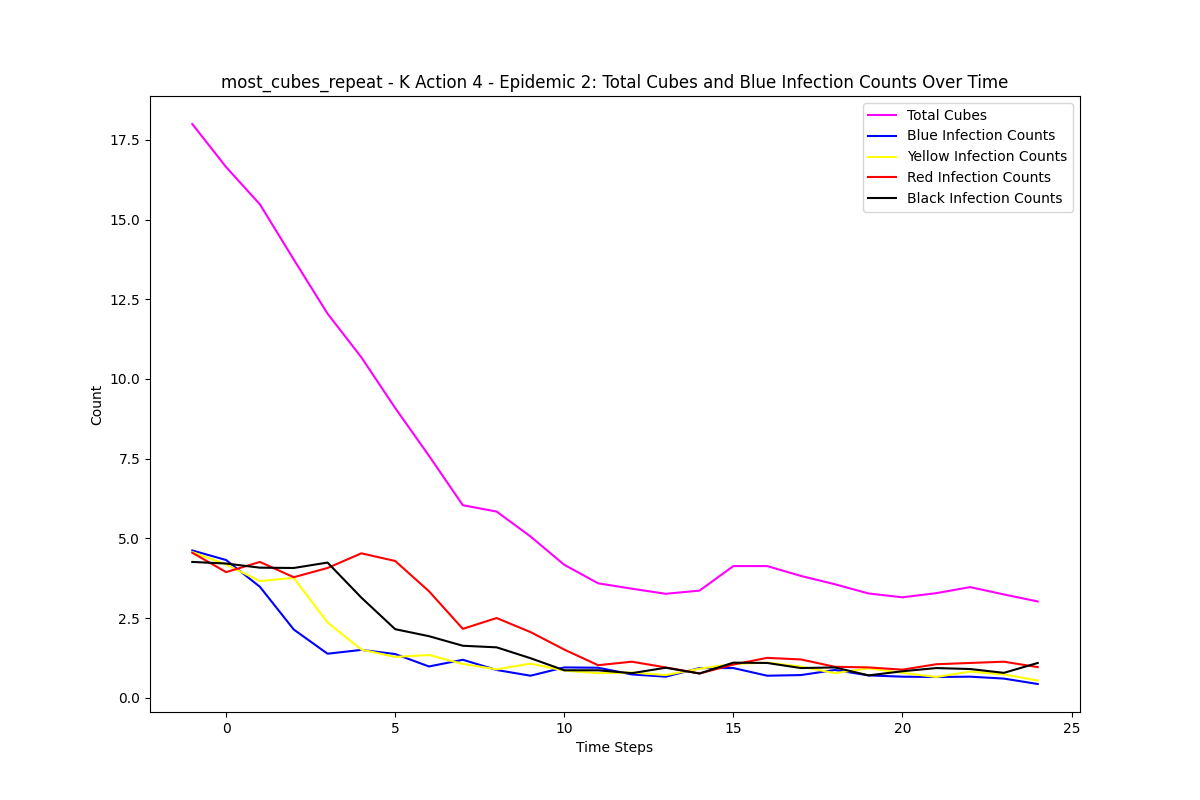 most_cubes_repeat - K Action 4 - Epidemic 2: Total Cubes and Blue Infection Counts Over Time
Total Cubes
Blue Infection Counts
Yellow Infection Counts
Red Infection Counts
Black Infection Counts
17.5
15.0
12.5
10.0
7.5
5.0
2.5
0.0
Count
0 5 10 15 20 25
Time Steps